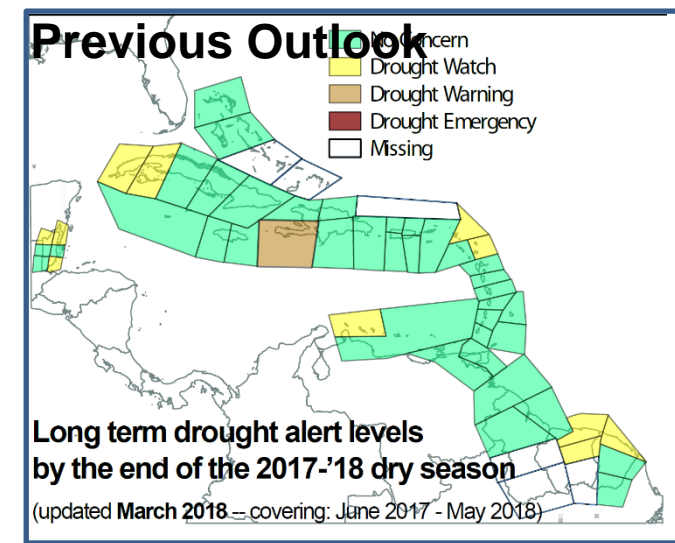 Previous Outlook
No Concern
Drought Watch
Drought Warning
Drought Emergency
Missing
Long term drought alert levels
by the end of the 2017-’18 dry season
(updated March 2018 -- covering: June 2017 - May 2018)